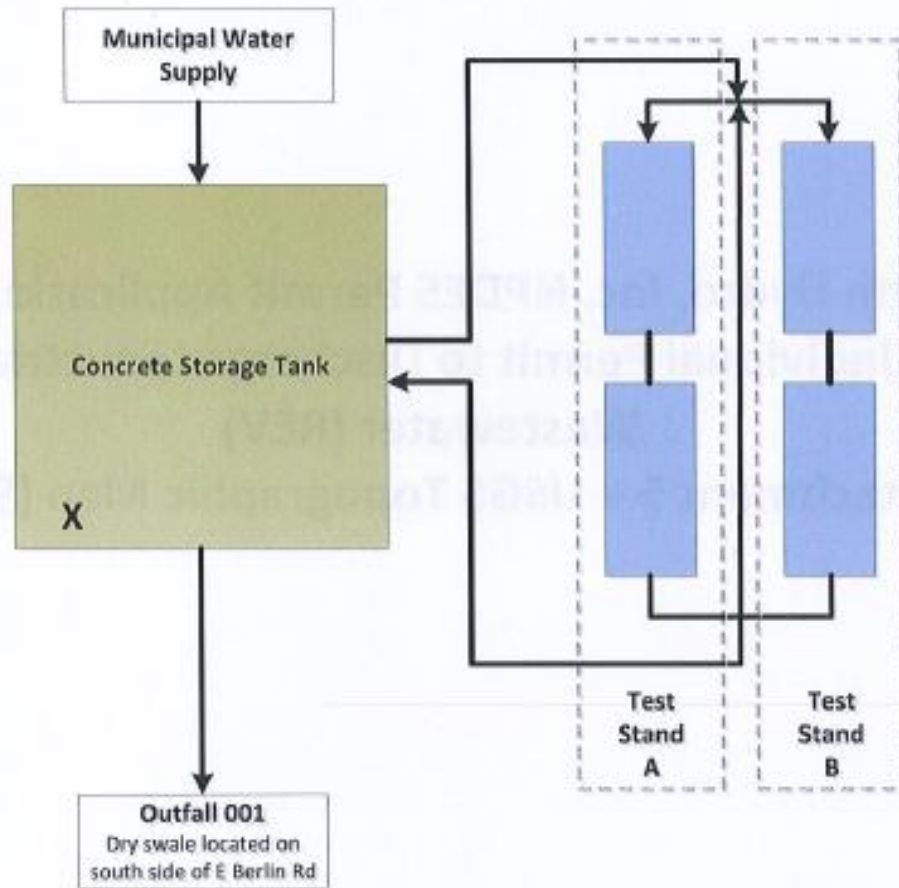 Municipal Water
Supply
Concrete Storage Tank
X
Outfall 001
Dry swale located on
south side of E Berlin Rd
Test
Stand
A
Test
Stand
B